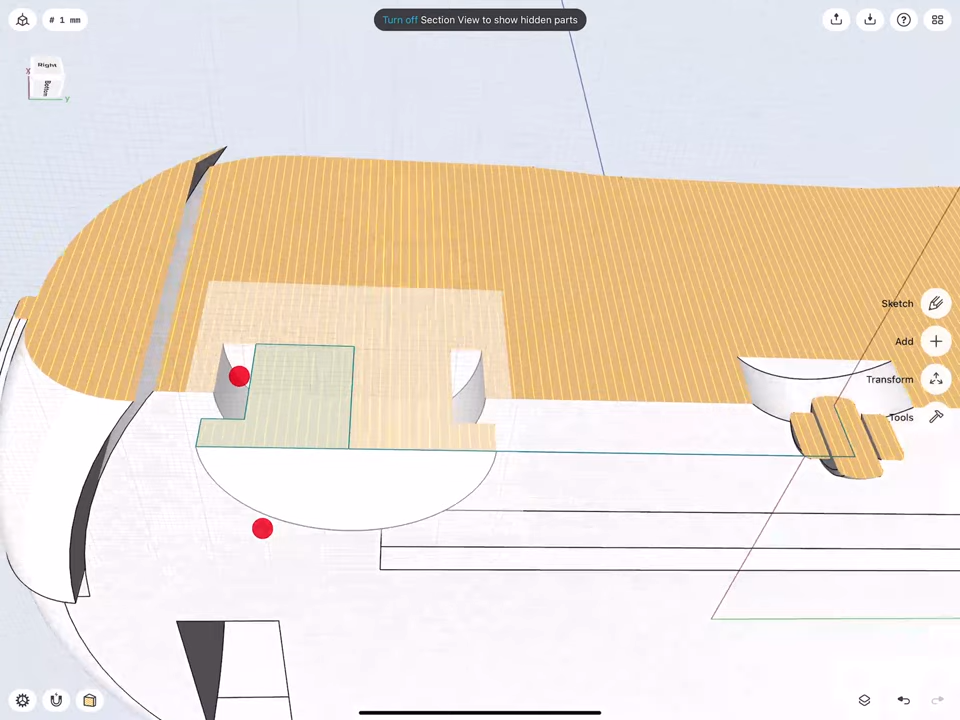 # 1 mm
Turn off Section View to show hidden parts
Right
X
Bottom
Y
Sketch
Add
Transform
Tools